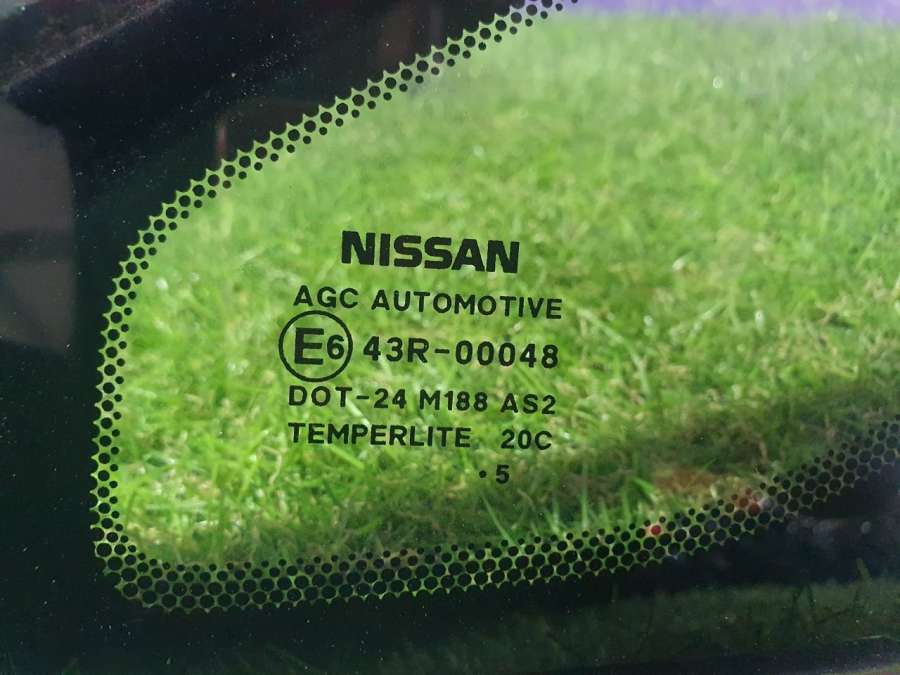 NISSAN
AGC AUTOMOTIVE
E6 43R-00048
DOT-24 M188 AS2
TEMPERLITE 20C
·5